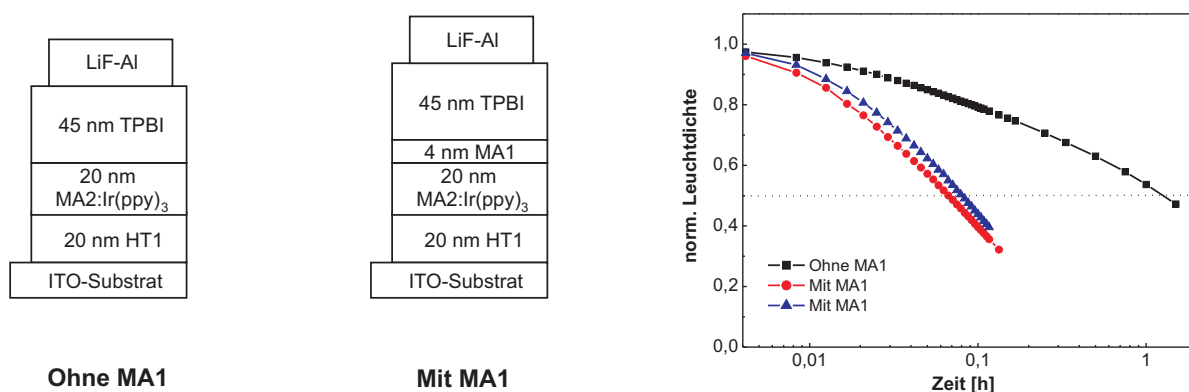 LiF-Al
45 nm TPBI
20 nm
MA2:Ir(ppy)₃
20 nm HT1
ITO-Substrat
Ohne MA1
LiF-Al
45 nm TPBI
4 nm MA1
20 nm
MA2:Ir(ppy)₃
20 nm HT1
ITO-Substrat
Mit MA1
norm. Leuchtdichte
1,0
0,8
0,6
0,4
0,2
0,0
Ohne MA1
Mit MA1
Mit MA1
0,01 0,1 1
Zeit [h]